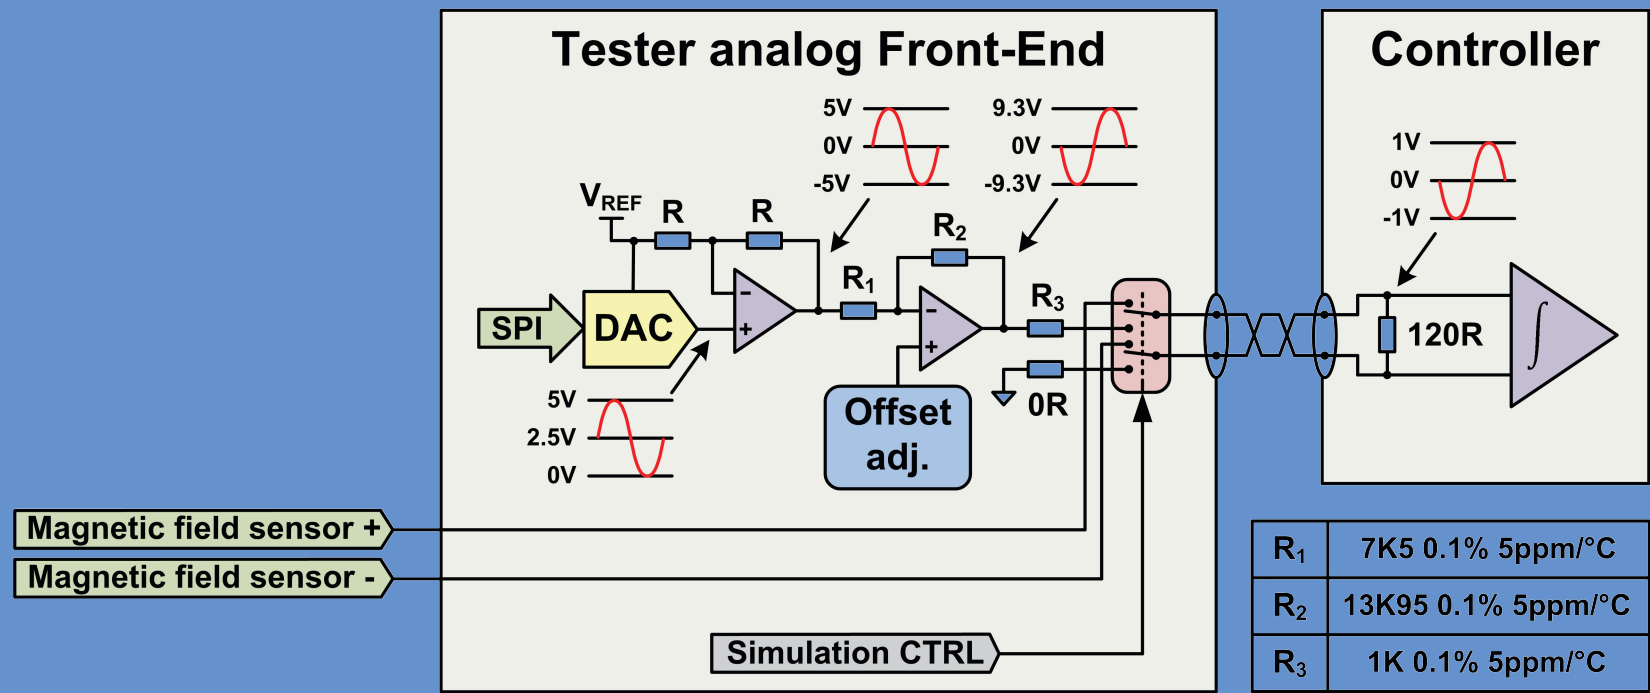 Tester analog Front-End
Controller
5V
0V
-5V
9.3V
0V
-9.3V
1V
0V
-1V
VREF
R
R
R2
R1
R3
SPI
DAC
-
+
-
+
120R
∫
0R
5V
2.5V
0V
Offset
adj.
Magnetic field sensor +
Magnetic field sensor -
Simulation CTRL
R1 7K5 0.1% 5ppm/°C
R2 13K95 0.1% 5ppm/°C
R3 1K 0.1% 5ppm/°C